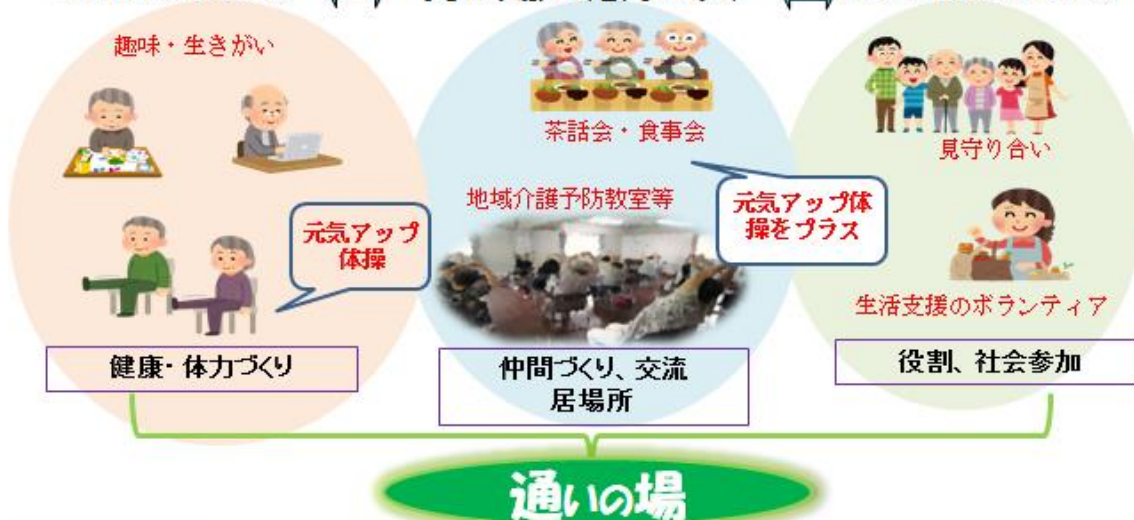 趣味・生きがい
元気アップ
体操
健康・体力づくり
茶話会・食事会
地域介護予防教室等
元気アップ体
操をプラス
仲間づくり、交流
居場所
見守り合い
生活支援のボランティア
役割、社会参加
通いの場